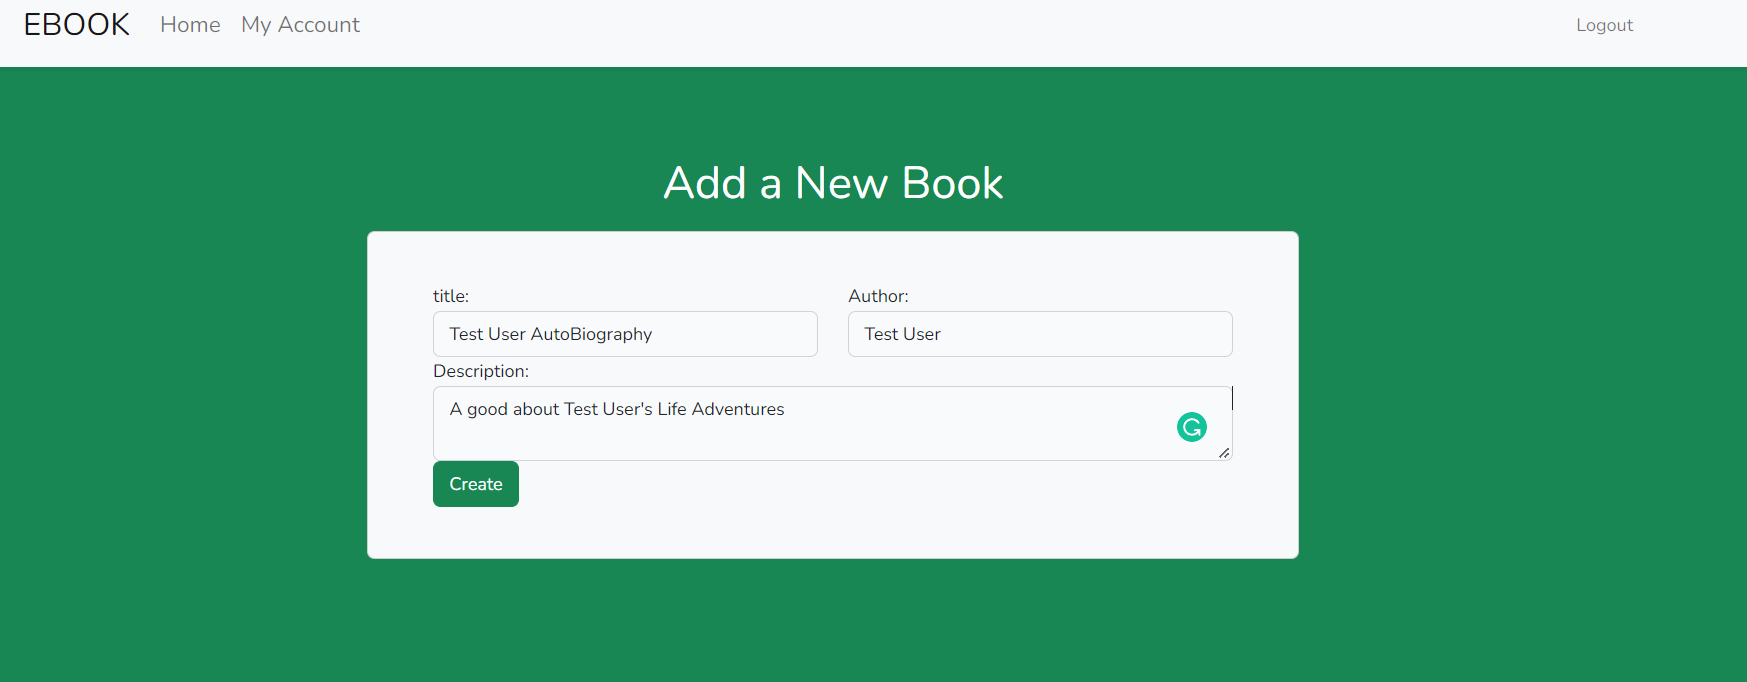 EBOOK Home My Account Logout
Add a New Book
title: Author:
Test User AutoBiography Test User
Description:
A good about Test User's Life Adventures
Create